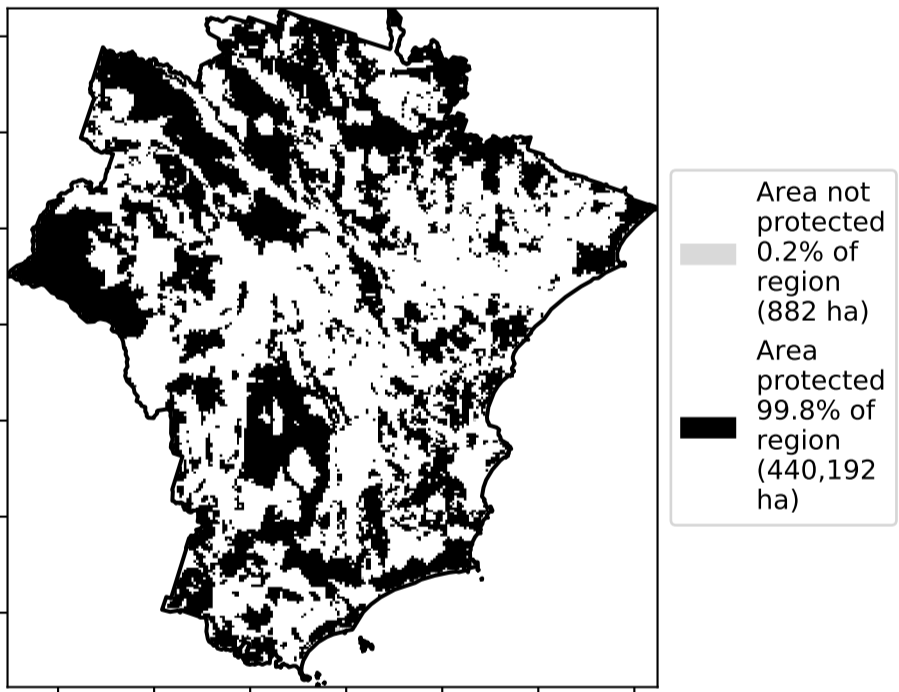 Area not
protected
0.2% of
region
(882 ha)
Area
protected
99.8% of
region
(440,192
ha)